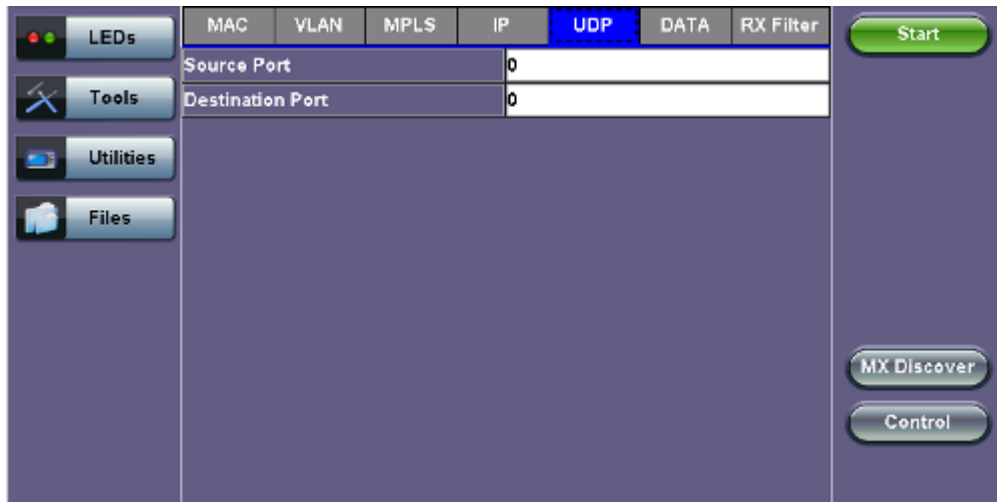 LEDs
Tools
Utilities
Files
MAC VLAN MPLS IP UDP DATA RX Filter
Source Port 0
Destination Port 0
Start
MX Discover
Control